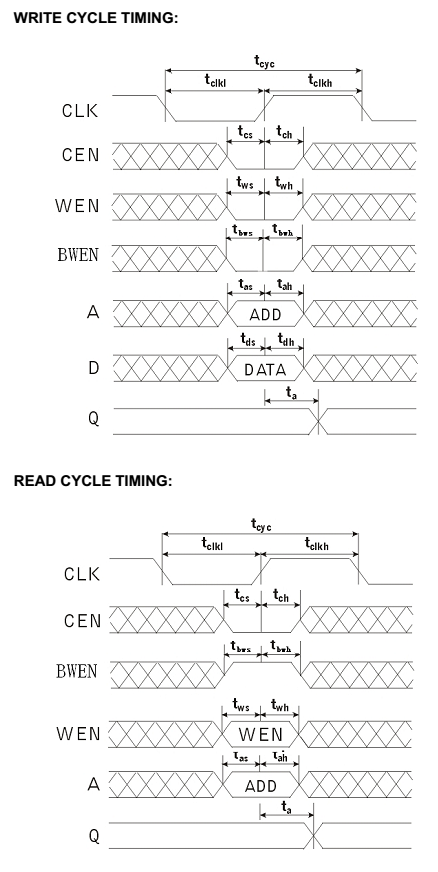 WRITE CYCLE TIMING:
tcyc
tclkl tclkh
CLK
tcs tch
CEN
tws twh
WEN
tbws tbwh
BWEN
tas tah
A ADD
tds tdh
D DATA
ta
Q
READ CYCLE TIMING:
tcyc
tclkl tclkh
CLK
tcs tch
CEN
tbws tbwh
BWEN
tws twh
WEN WEN
tas tah
A ADD
ta
Q